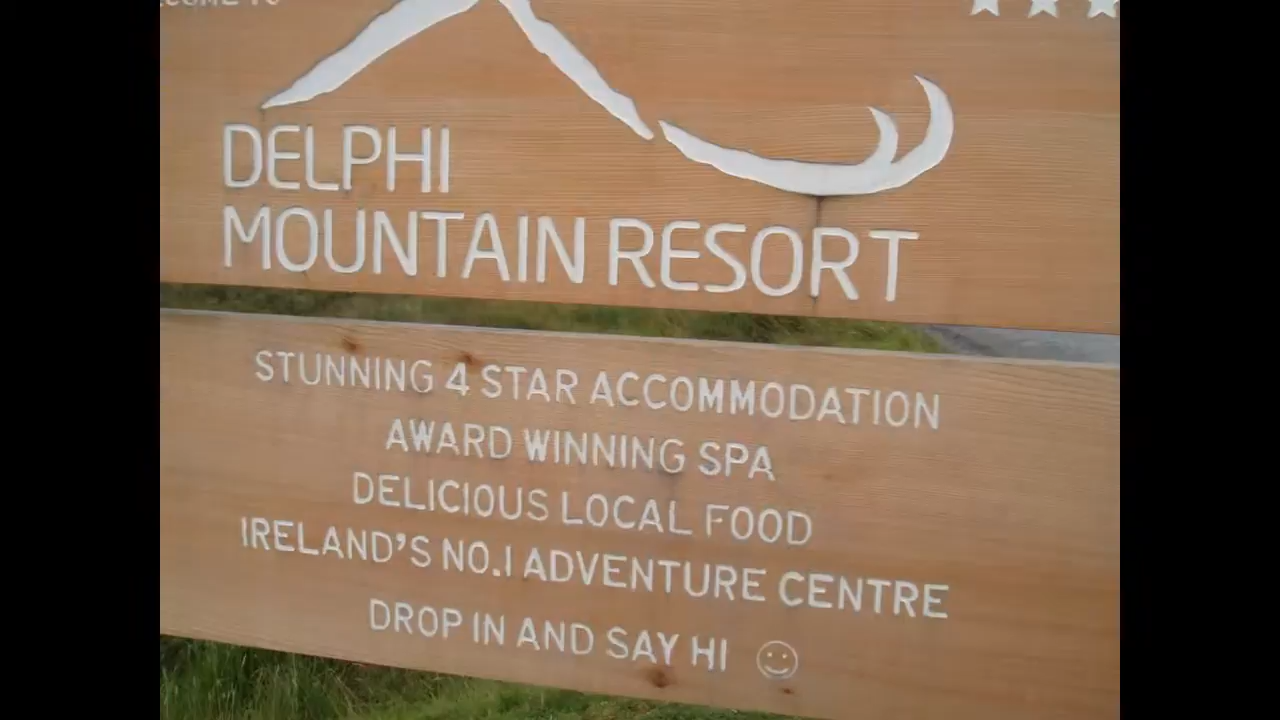 DELPHI
MOUNTAIN RESORT
STUNNING 4 STAR ACCOMMODATION
AWARD WINNING SPA
DELICIOUS LOCAL FOOD
IRELAND'S NO.1 ADVENTURE CENTRE
DROP IN AND SAY HI